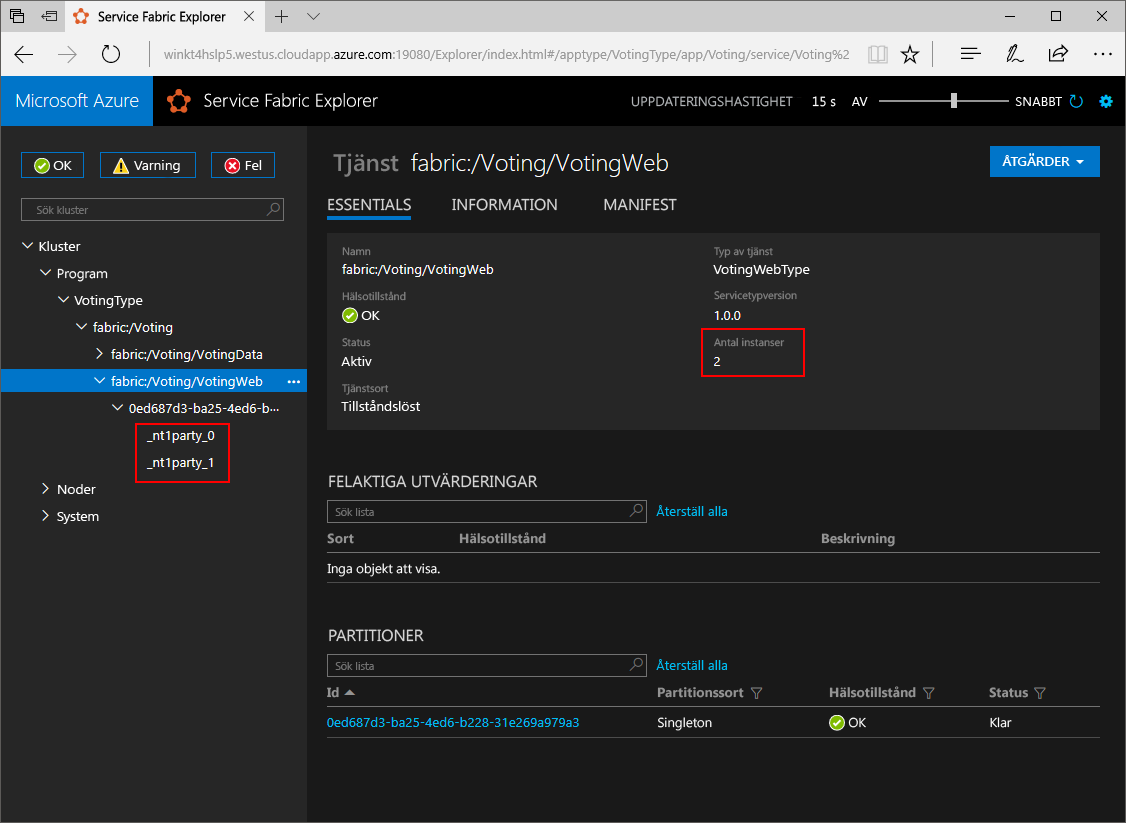 Service Fabric Explorer
winkt4hslp5.westus.cloudapp.azure.com:19080/Explorer/index.html#/apptype/VotingType/app/Voting/service/Voting%2
Microsoft Azure Service Fabric Explorer UPPDATERINGSHASTIGHET 15 s AV SNABBT
OK Varning Fel
Sök kluster
Kluster
Program
VotingType
fabric:/Voting
fabric:/Voting/VotingData
fabric:/Voting/VotingWeb
0ed687d3-ba25-4ed6-b...
_nt1party_0
_nt1party_1
Noder
System
Tjänst fabric:/Voting/VotingWeb
ÅTGÄRDER
ESSENTIALS INFORMATION MANIFEST
Namn
fabric:/Voting/VotingWeb
Hälsotillstånd
OK
Status
Aktiv
Tjänstsort
Tillståndslöst
Typ av tjänst
VotingWebType
Servicetypversion
1.0.0
Antal instanser
2
FELAKTIGA UTVÄRDERINGAR
Sök lista Återställ alla
Sort Hälsotillstånd Beskrivning
Inga objekt att visa.
PARTITIONER
Sök lista Återställ alla
Id Partitionssort Hälsotillstånd Status
0ed687d3-ba25-4ed6-b228-31e269a979a3 Singleton OK Klar